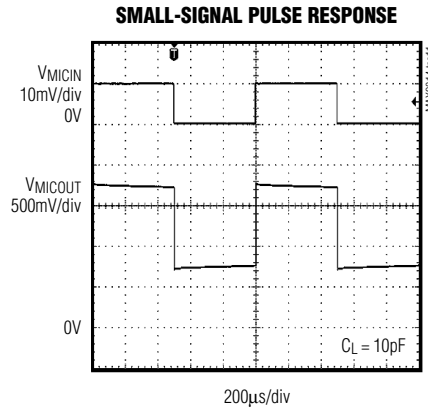 SMALL-SIGNAL PULSE RESPONSE
VMICIN
10mV/div
0V
VMICOUT
500mV/div
0V
CL = 10pF
200µs/div